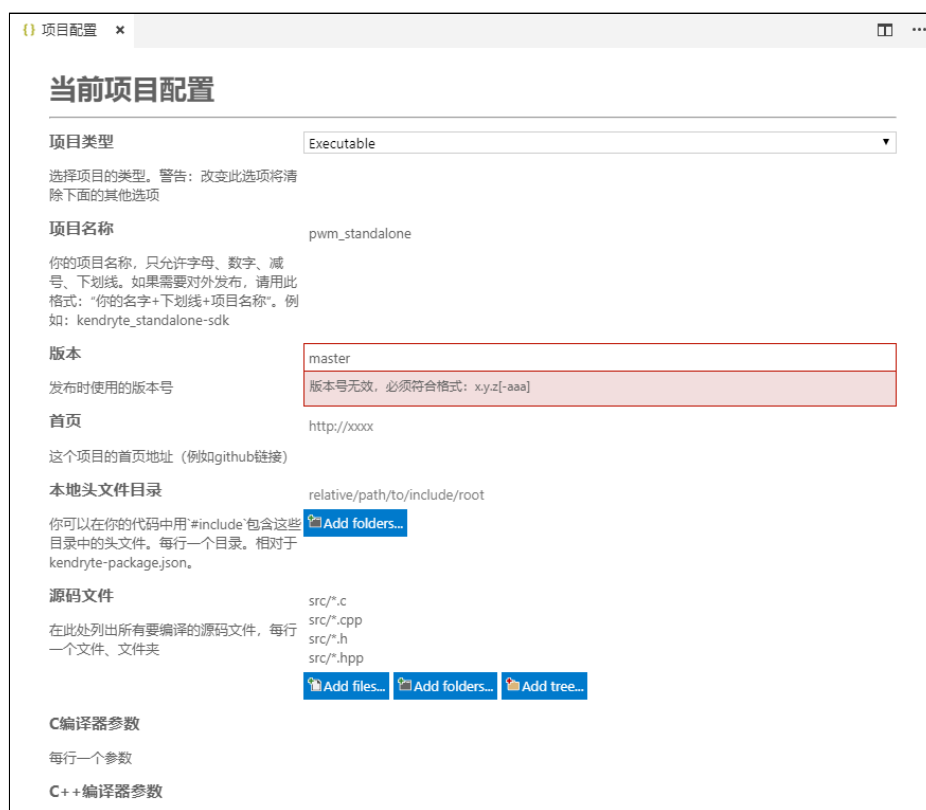 {} 项目配置 ×
当前项目配置
项目类型
Executable
选择项目的类型。警告：改变此选项将清
除下面的其他选项
项目名称
pwm_standalone
你的项目名称，只允许字母、数字、减
号、下划线。如果需要对外发布，请用此
格式：“你的名字+下划线+项目名称”。例
如：kendryte_standalone-sdk
版本
master
发布时使用的版本号
版本号无效，必须符合格式：x.y.z[-aaa]
首页
http://xxxx
这个项目的首页地址（例如github链接）
本地头文件目录
relative/path/to/include/root
你可以在你的代码中用`#include`包含这些
目录中的头文件。每行一个目录。相对于
kendryte-package.json。
Add folders...
源码文件
在此处列出所有要编译的源码文件，每行
一个文件、文件夹
src/*.c
src/*.cpp
src/*.h
src/*.hpp
Add files... Add folders... Add tree...
C编译器参数
每行一个参数
C++编译器参数